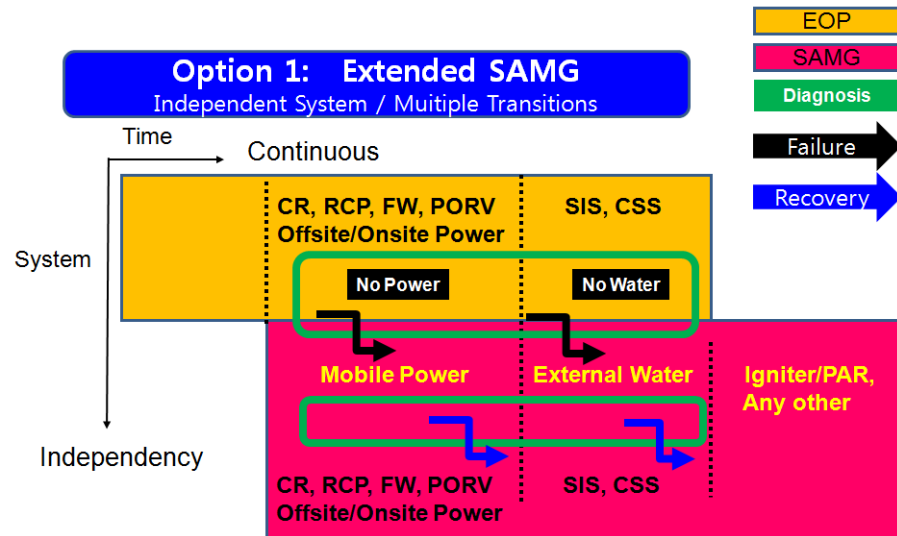 EOP
SAMG
Diagnosis
Failure
Recovery
Option 1: Extended SAMG
Independent System / Muitiple Transitions
Time
Continuous
System
Independency
CR, RCP, FW, PORV
Offsite/Onsite Power
SIS, CSS
No Power
No Water
Mobile Power
External Water
Igniter/PAR,
Any other
CR, RCP, FW, PORV
Offsite/Onsite Power
SIS, CSS